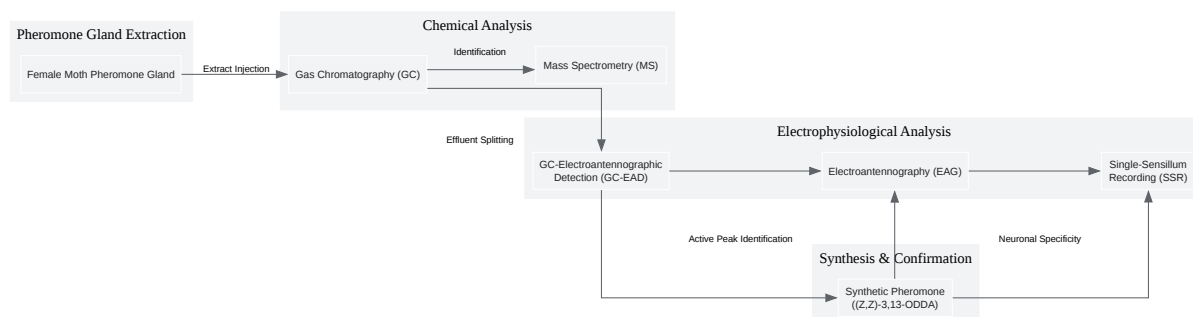 Pheromone Gland Extraction
Female Moth Pheromone Gland
Extract Injection
Chemical Analysis
Gas Chromatography (GC)
Identification
Mass Spectrometry (MS)
Effluent Splitting
Electrophysiological Analysis
GC-Electroantennographic
Detection (GC-EAD)
Electroantennography (EAG)
Single-Sensillum
Recording (SSR)
Active Peak Identification
Neuronal Specificity
Synthesis & Confirmation
Synthetic Pheromone
((Z,Z)-3,13-ODDA)